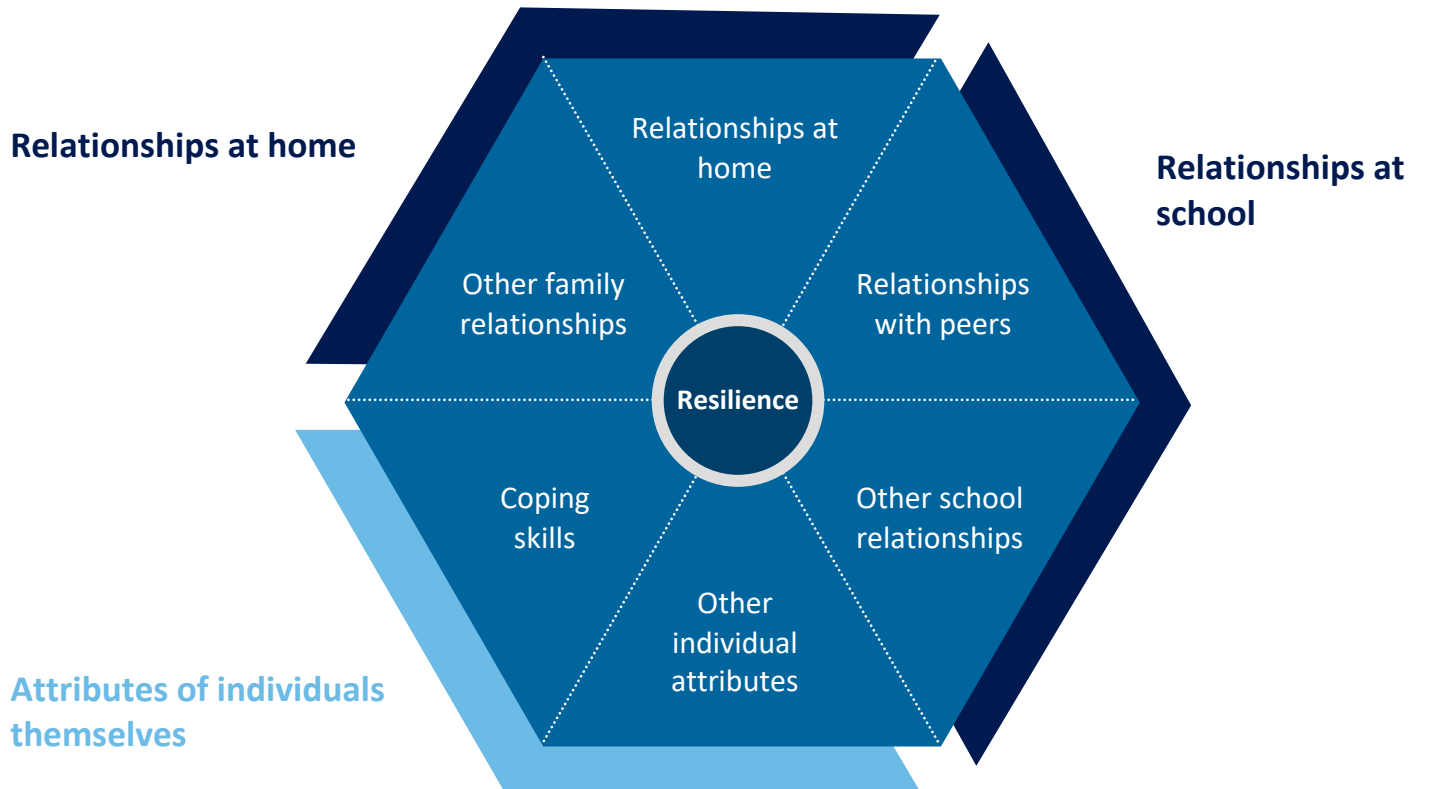 Relationships at home
Relationships at
home
Relationships at
school
Other family
relationships
Relationships
with peers
Resilience
Coping
skills
Other school
relationships
Other
individual
attributes
Attributes of individuals
themselves